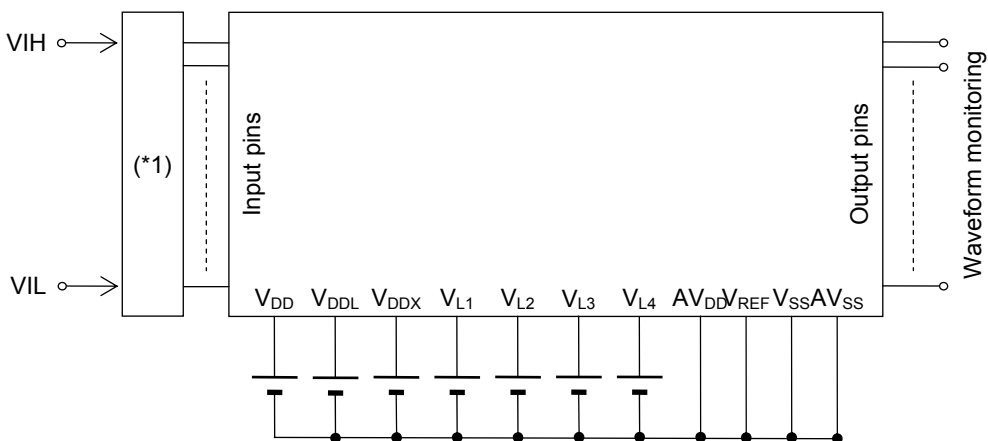 VIH
VIL
(*1)
Input pins
Output pins
Waveform monitoring
VDD VDDL VDDX VL1 VL2 VL3 VL4 AVDD VREF VSS AVSS